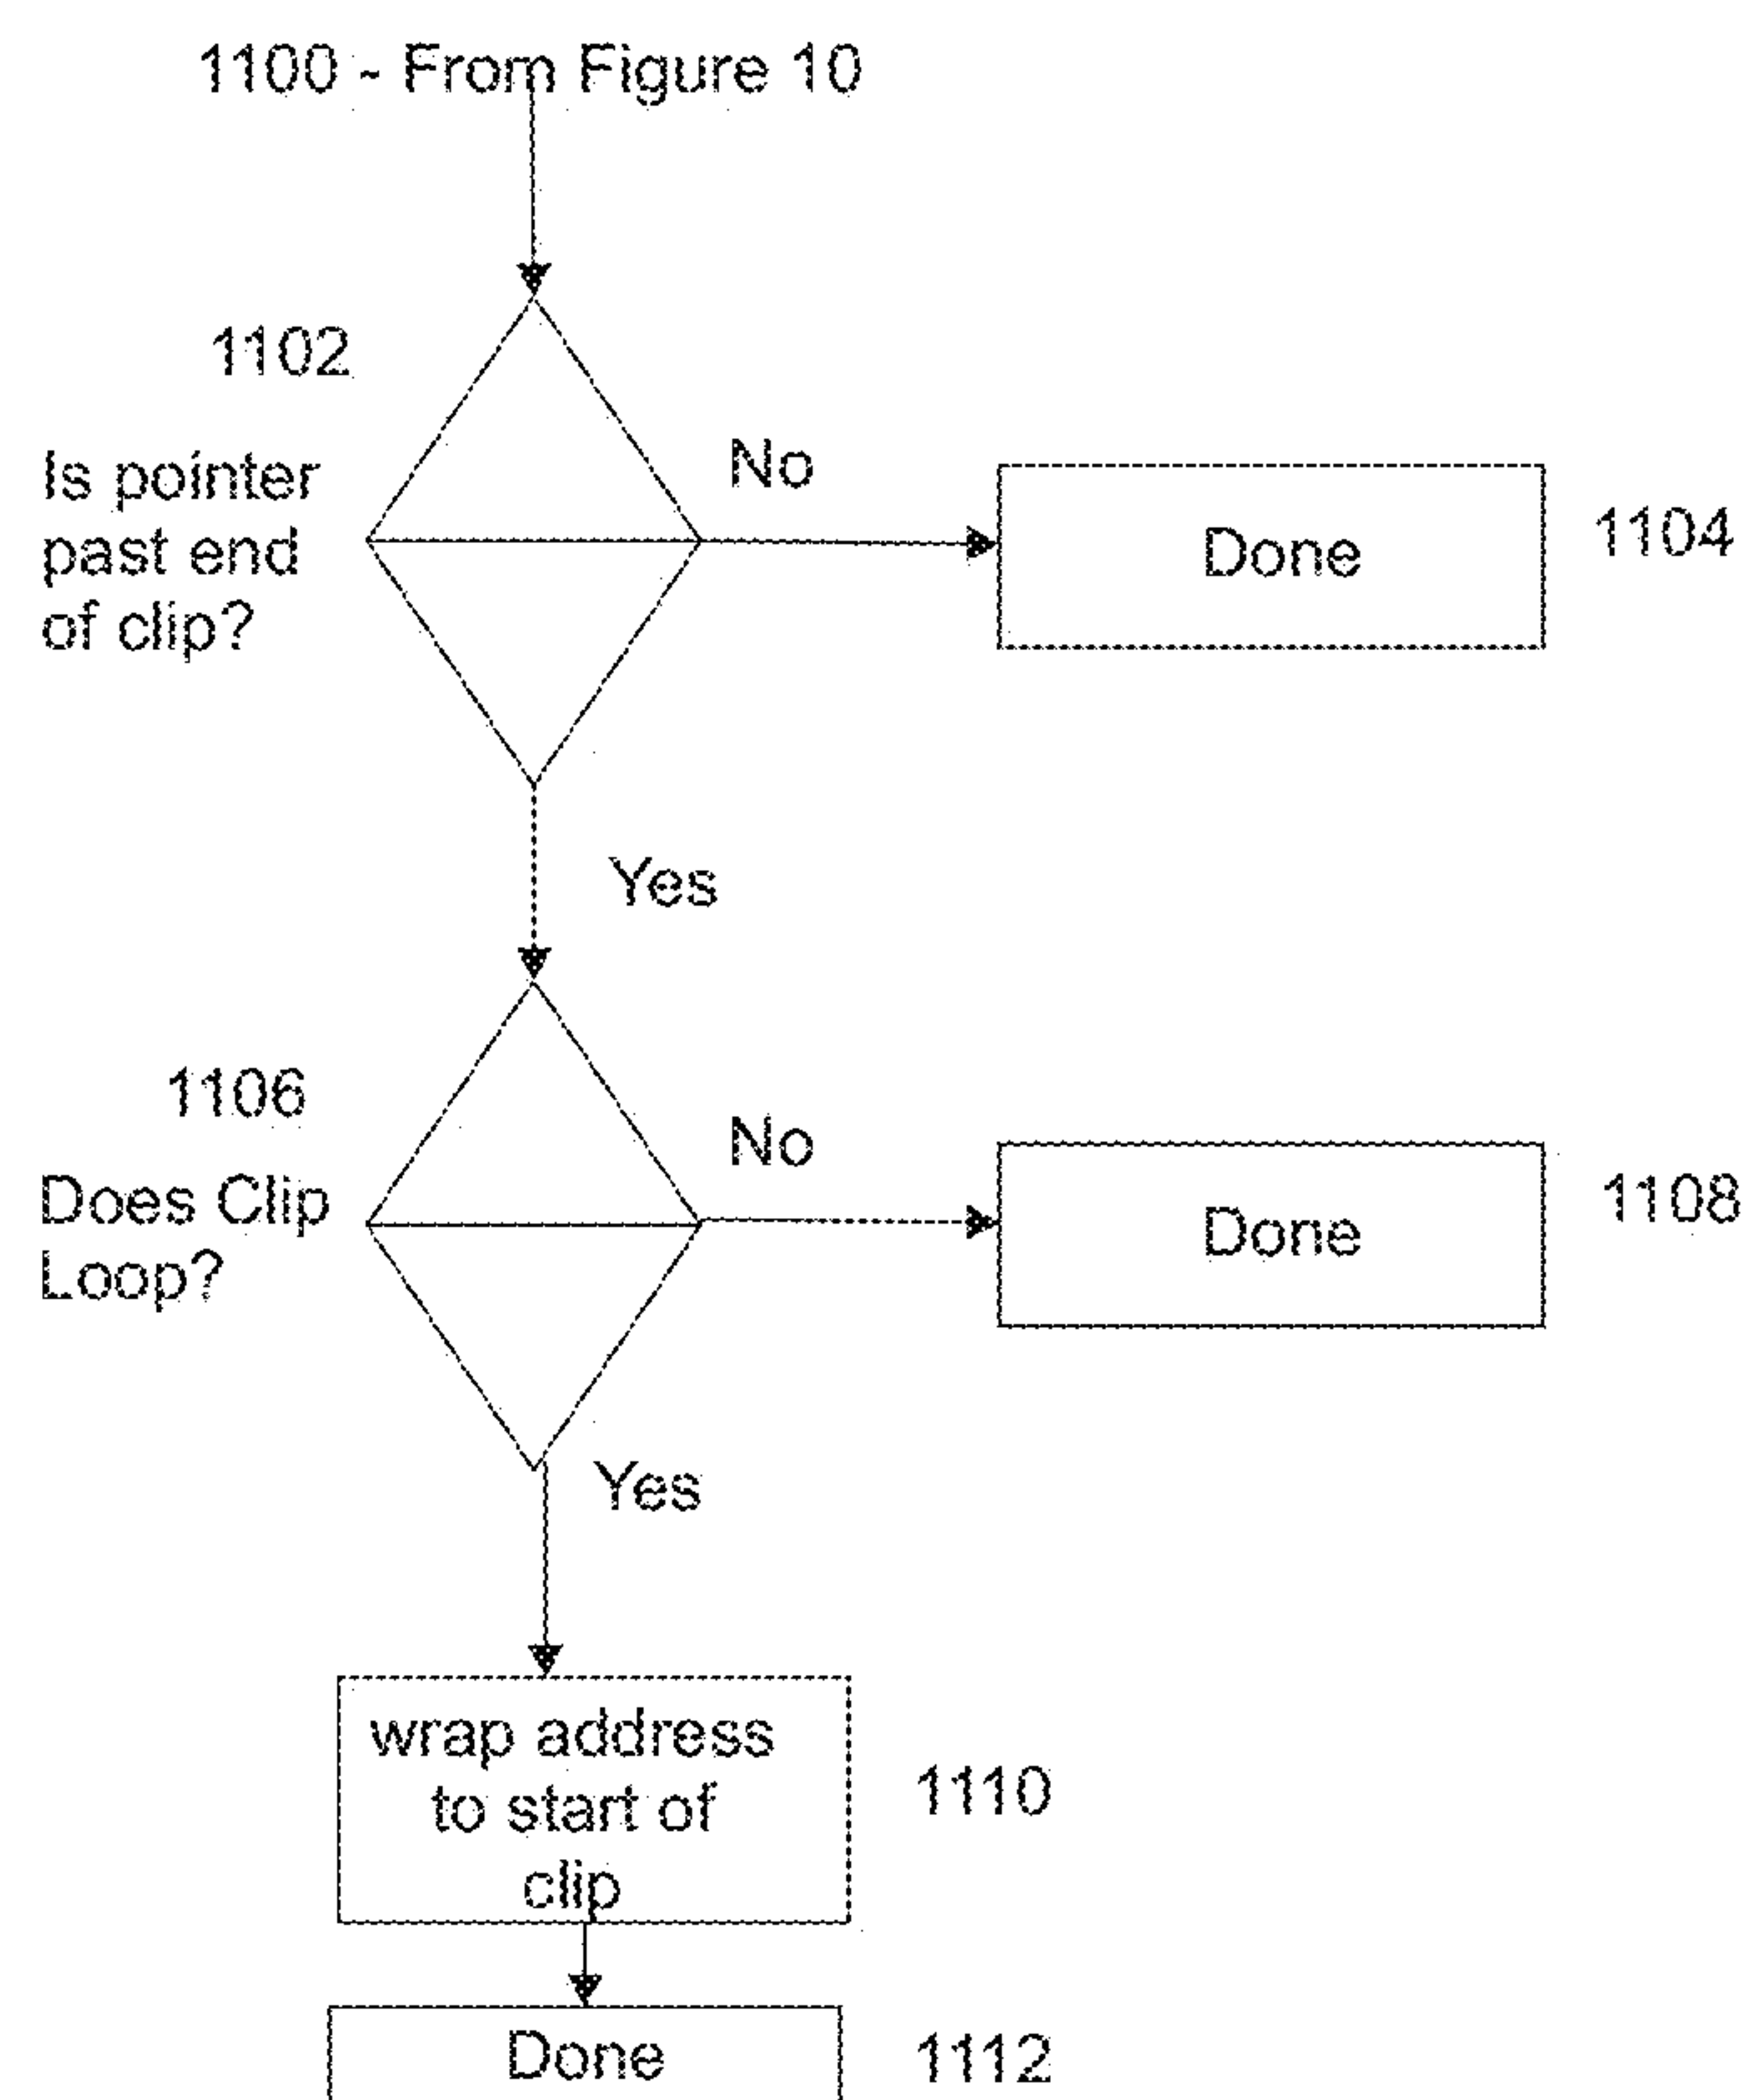 1100 - From Figure 10
1102
Is pointer
past end
of clip?
No
Done
1104
Yes
1106
Does Clip
Loop?
No
Done
1108
Yes
wrap address
to start of
clip
1110
Done
1112